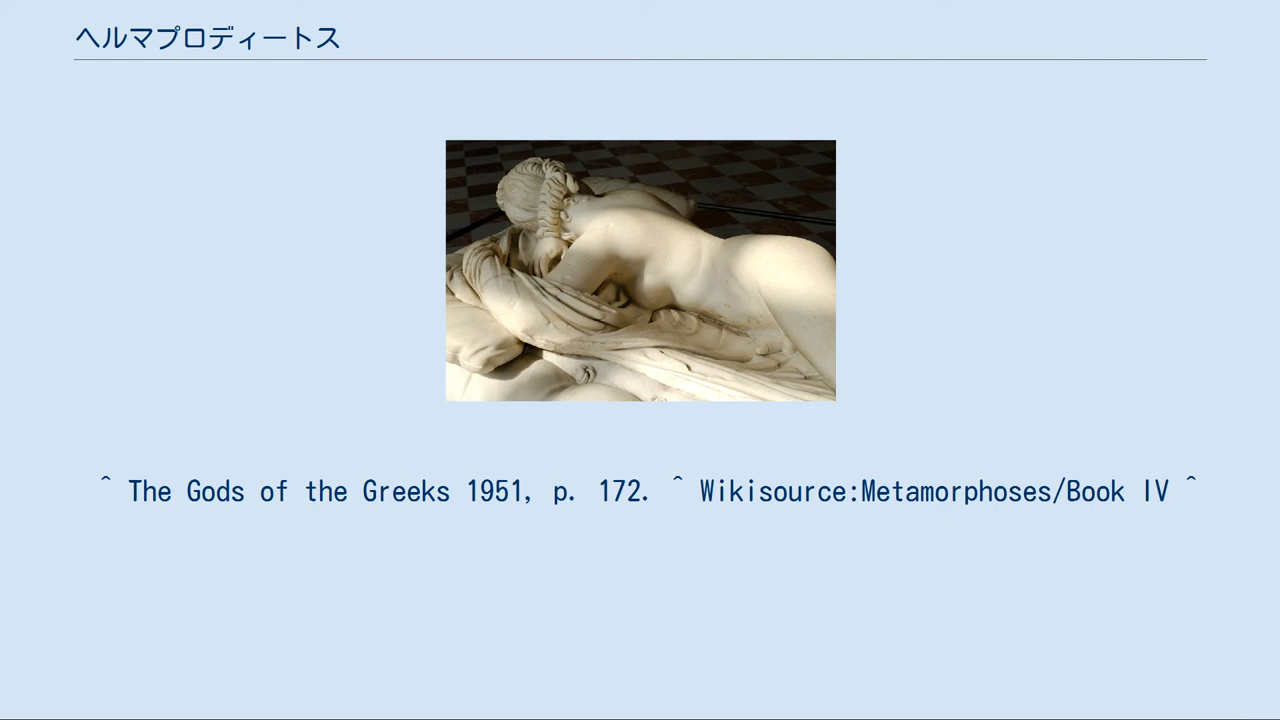 ヘルマプロディートス
^ The Gods of the Greeks 1951, p. 172. ^ Wikisource:Metamorphoses/Book IV ^